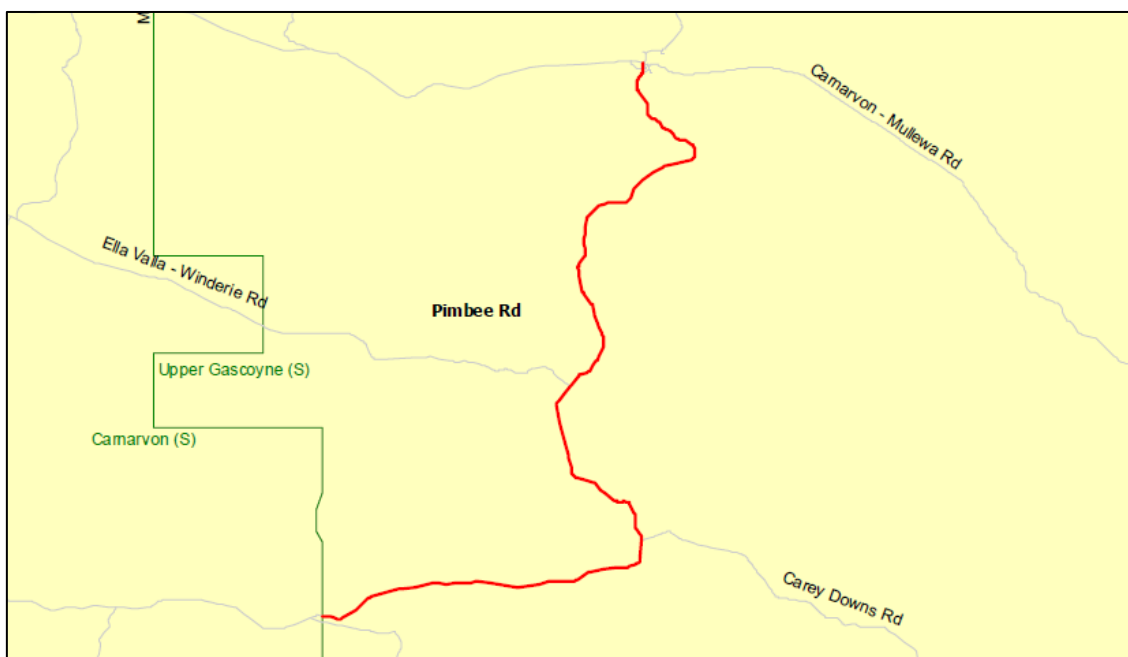 M
Carnarvon - Mullewa Rd
Ella Valla - Winderie Rd
Pimbee Rd
Upper Gascoyne (S)
Carnarvon (S)
Carey Downs Rd